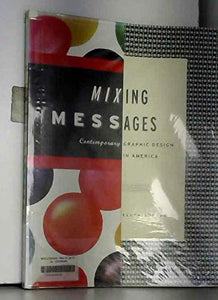 MIXING
MESSAGES
Contemporary GRAPHIC DESIGN
IN AMERICA